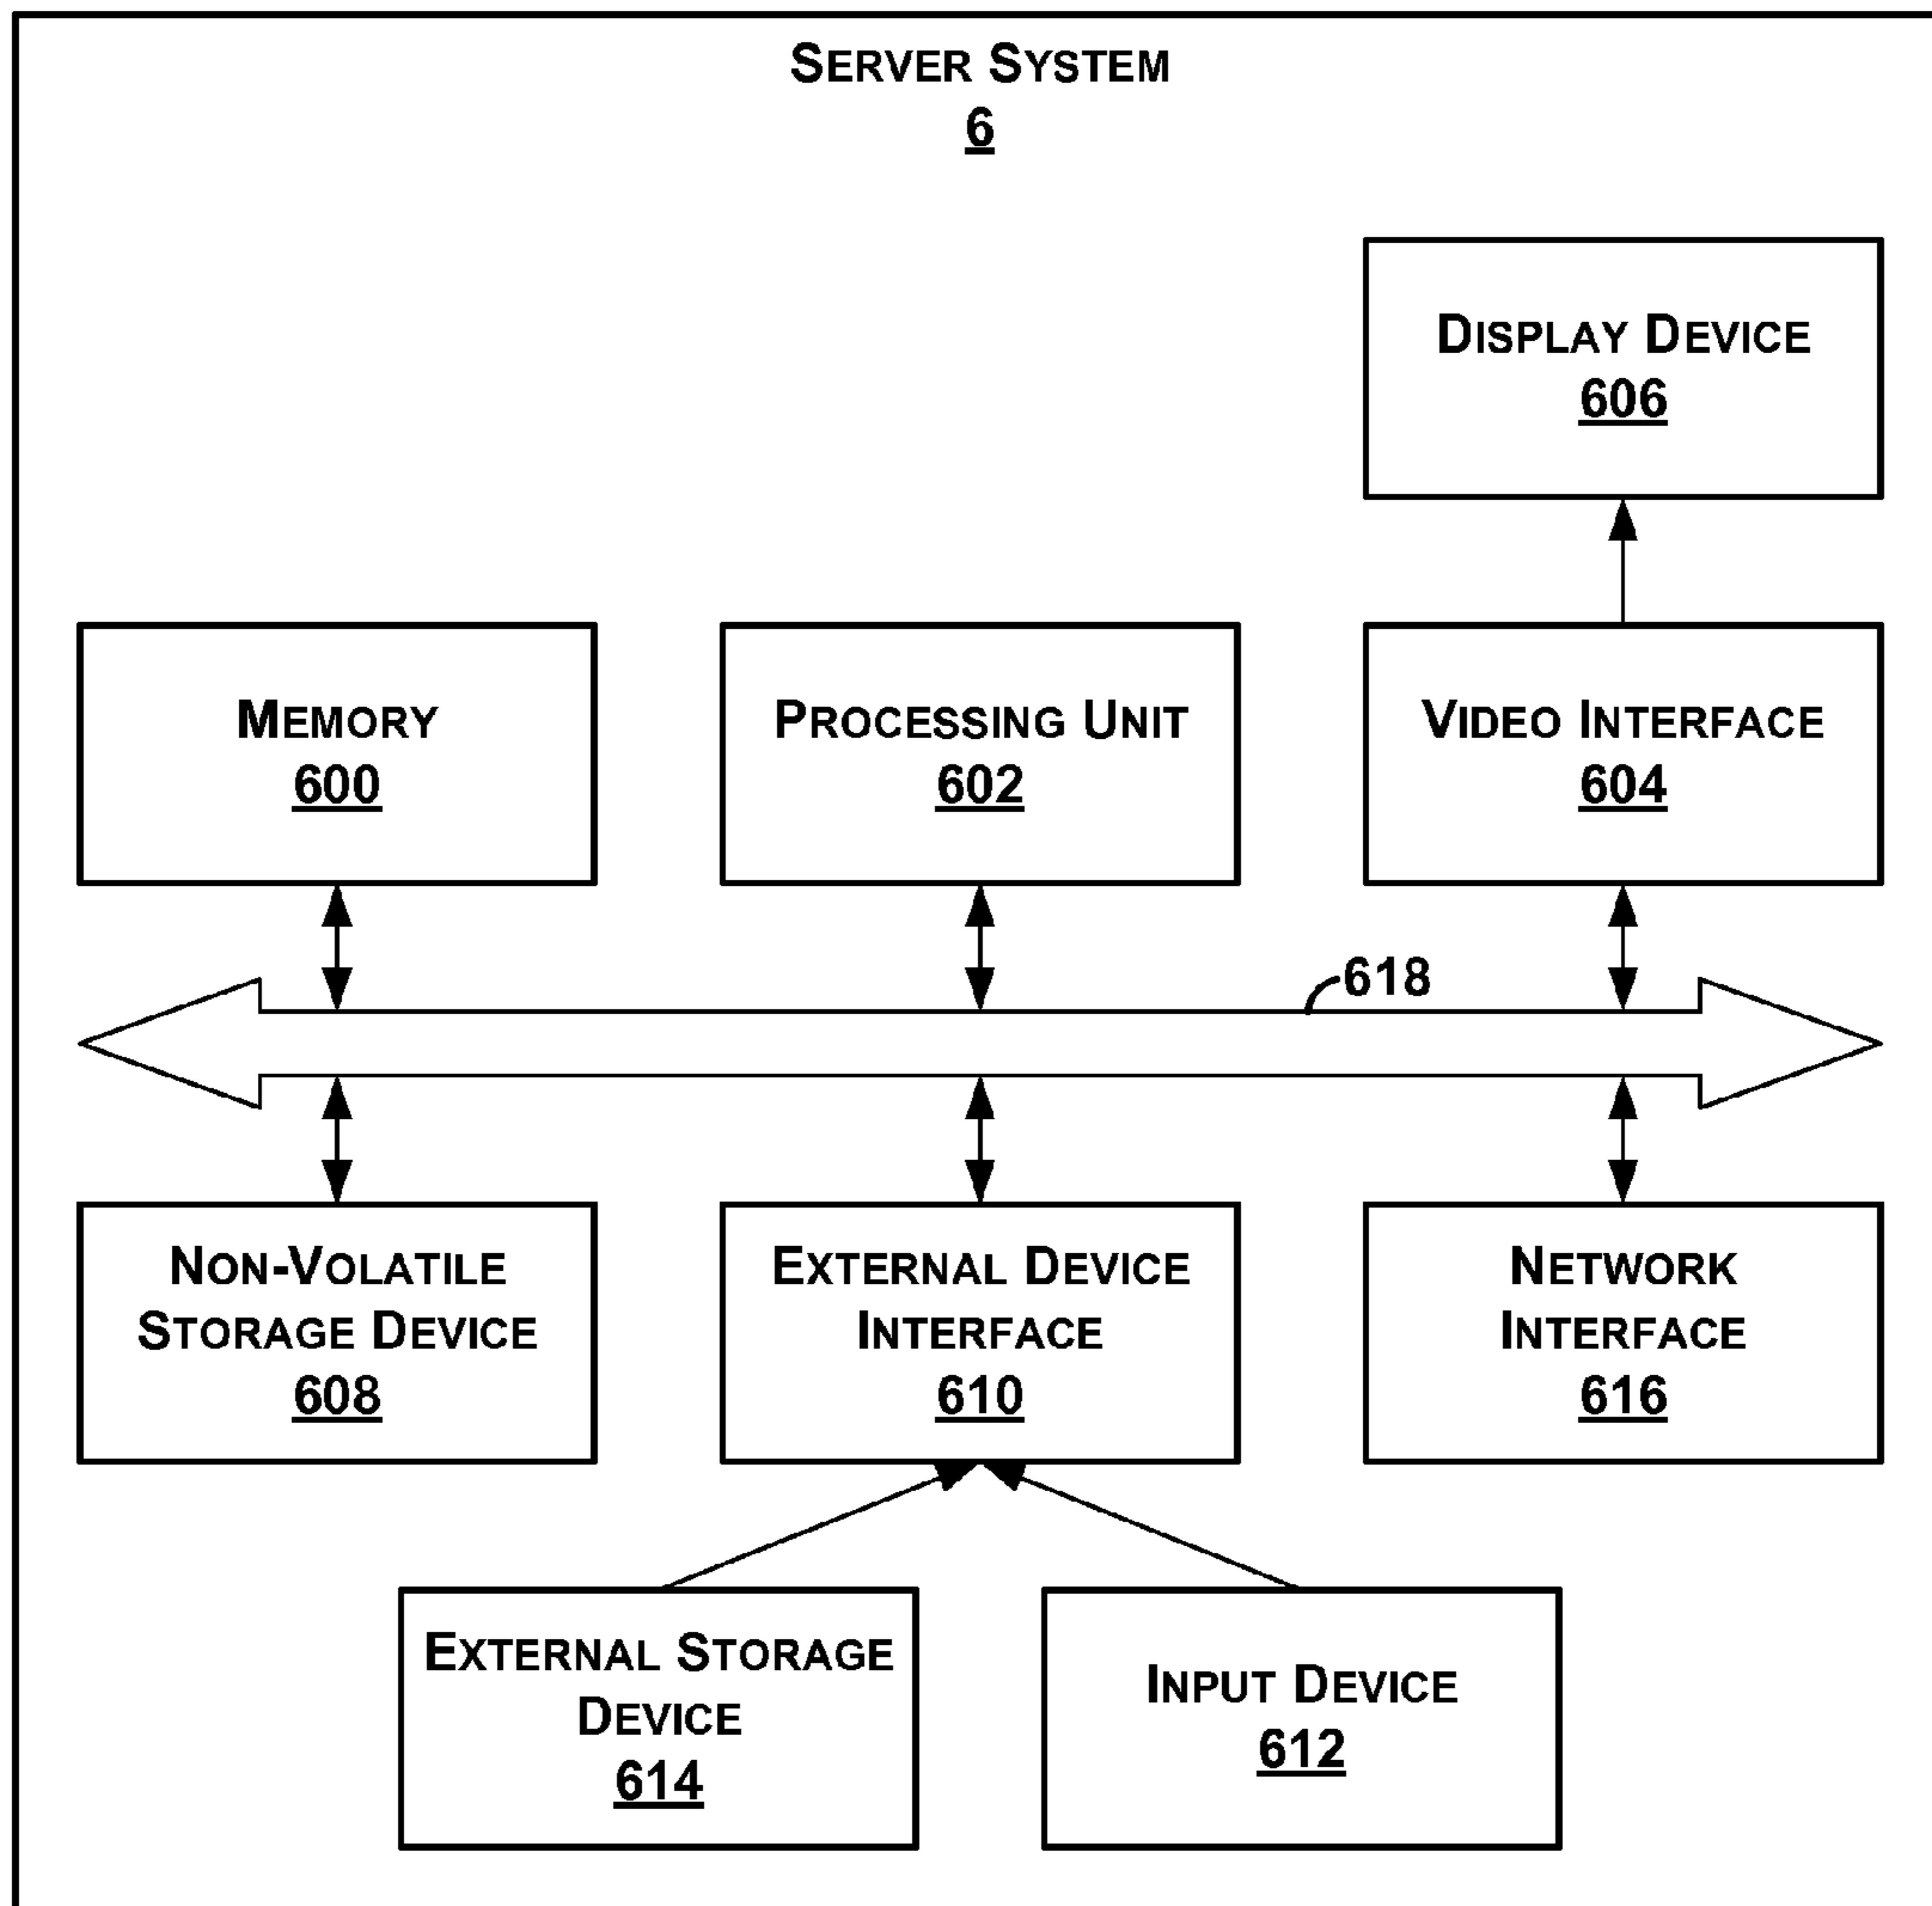 SERVER SYSTEM
6
DISPLAY DEVICE
606
MEMORY
600
PROCESSING UNIT
602
VIDEO INTERFACE
604
618
NON-VOLATILE
STORAGE DEVICE
608
EXTERNAL DEVICE
INTERFACE
610
NETWORK
INTERFACE
616
EXTERNAL STORAGE
DEVICE
614
INPUT DEVICE
612